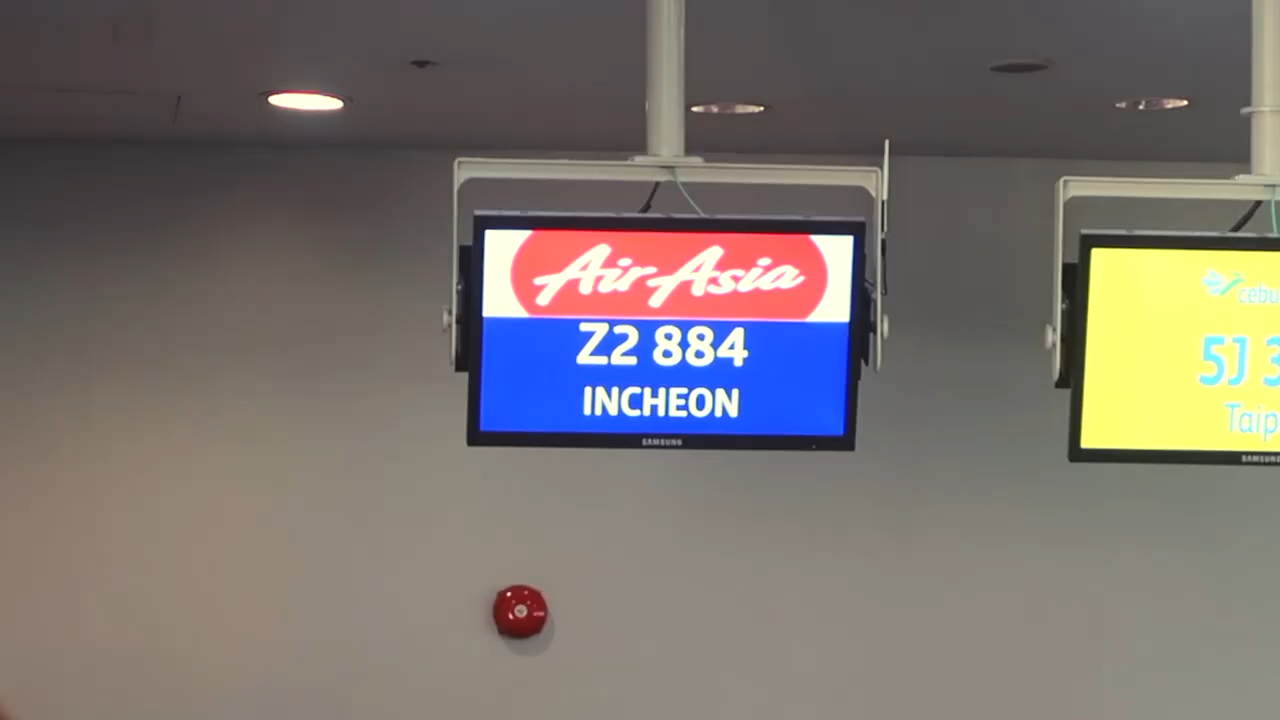 AirAsia
Z2 884
INCHEON
SAMSUNG
cebu
5J 3
Taip
SAMSUNG